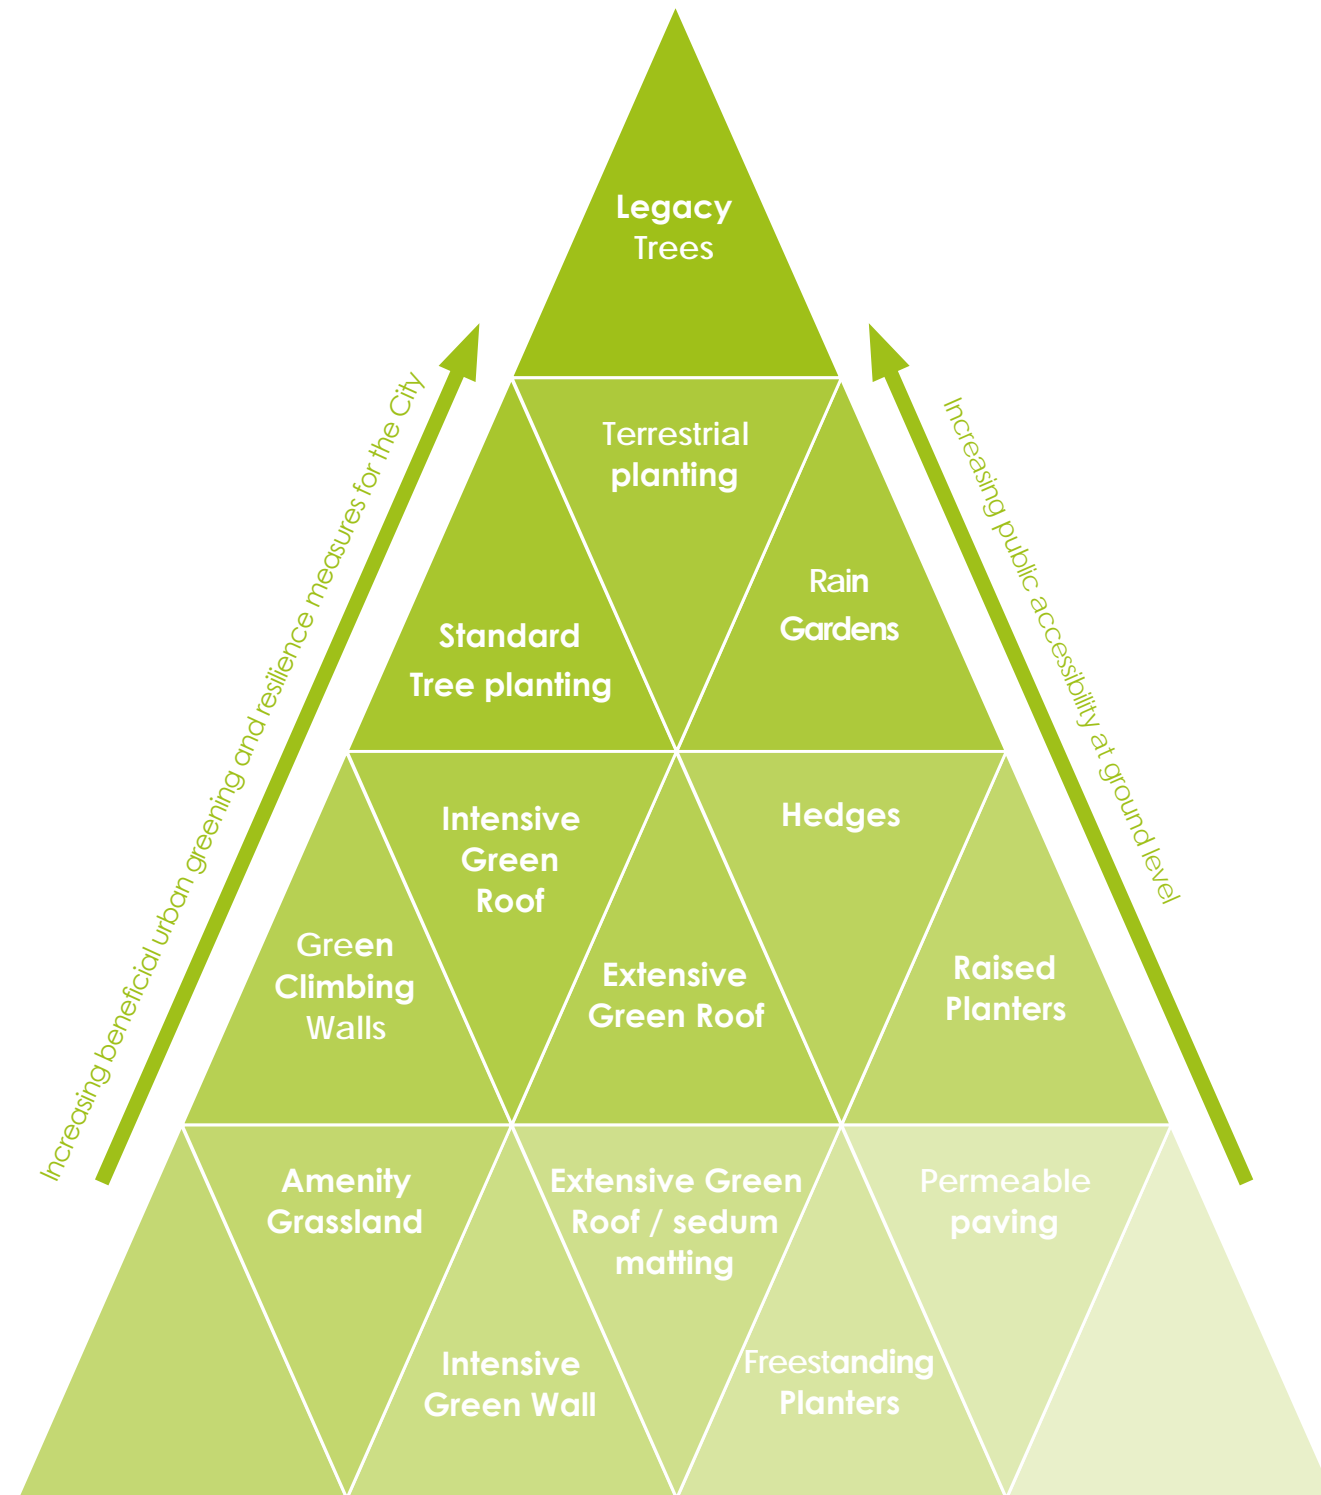 Legacy
Trees
Terrestrial
planting
Standard
Tree planting
Rain
Gardens
Intensive
Green
Roof
Hedges
Green
Climbing
Walls
Extensive
Green Roof
Raised
Planters
Amenity
Grassland
Extensive Green
Roof / sedum
matting
Permeable
paving
Intensive
Green Wall
Freestanding
Planters
Increasing beneficial urban greening and resilience measures for the City
Increasing public accessibility at ground level